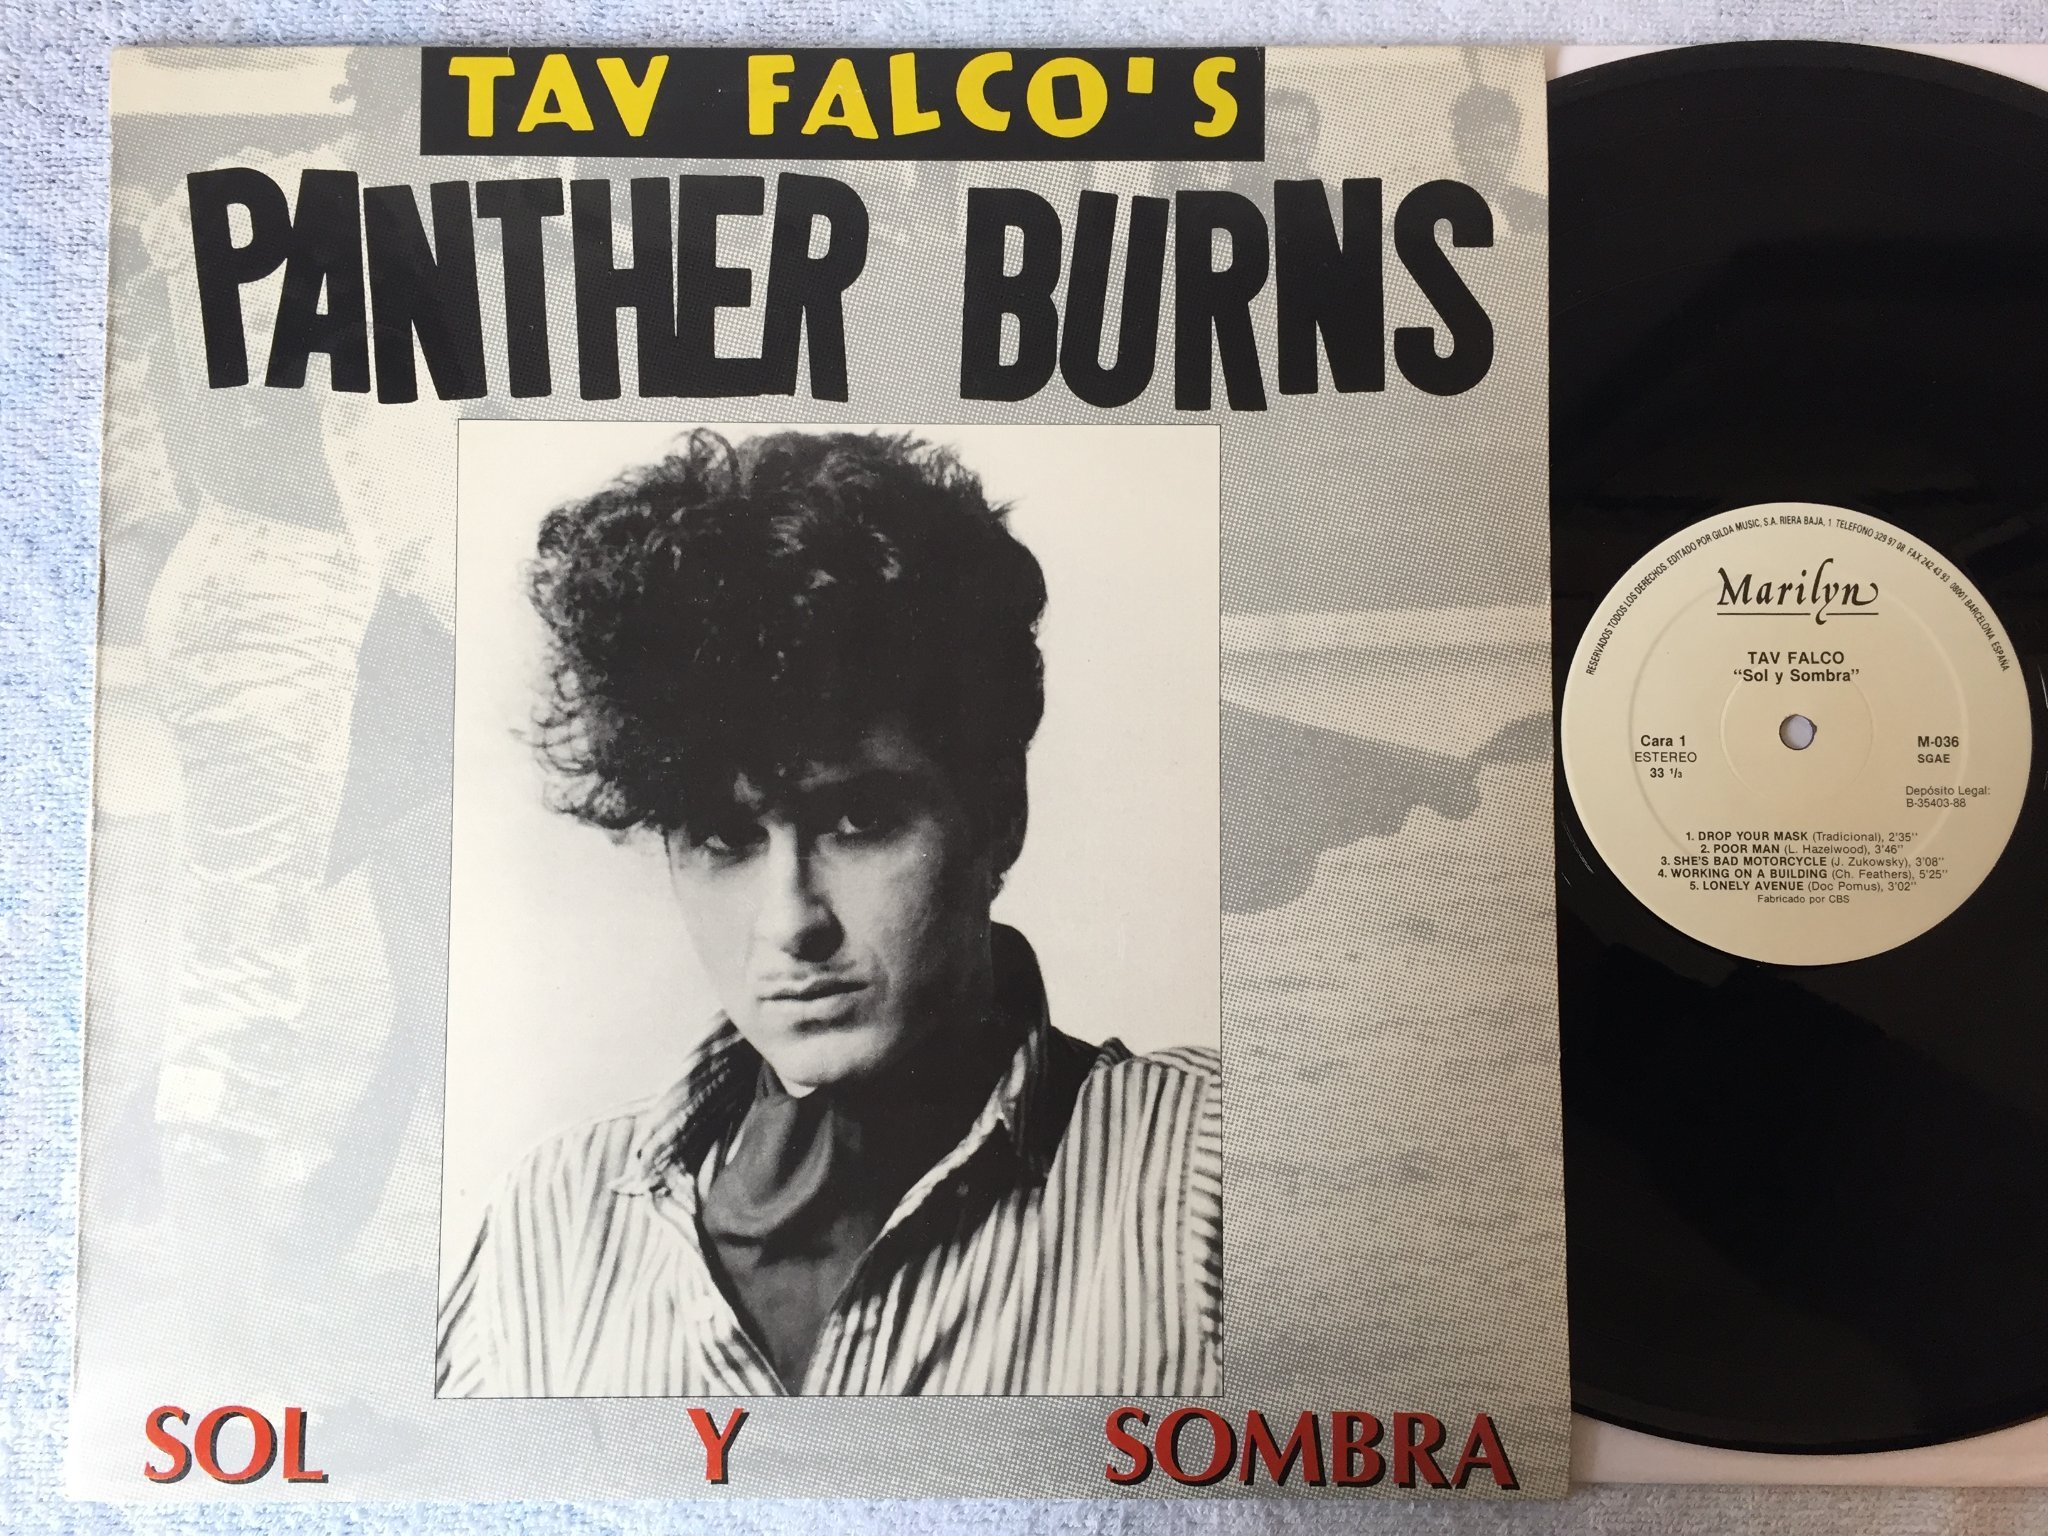 TAV FALCO'S
PANTHER BURNS
SOL Y SOMBRA
RESERVADOS TODOS LOS DERECHOS. EDITADO POR GILDA MUSIC, S.A. RIERA BAJA, 1 TELEFONO 329 97 08 FAX 242 43 93 08001 BARCELONA ESPAÑA
Marilyn
TAV FALCO
“Sol y Sombra”
Cara 1
ESTEREO
33 1/3
M-036
SGAE
Depósito Legal:
B-35403-88
1. DROP YOUR MASK (Tradicional), 2'35''
2. POOR MAN (L. Hazelwood), 3'46''
3. SHE'S BAD MOTORCYCLE (J. Zukowsky), 3'08''
4. WORKING ON A BUILDING (Ch. Feathers), 5'25''
5. LONELY AVENUE (Doc Pomus), 3'02''
Fabricado por CBS